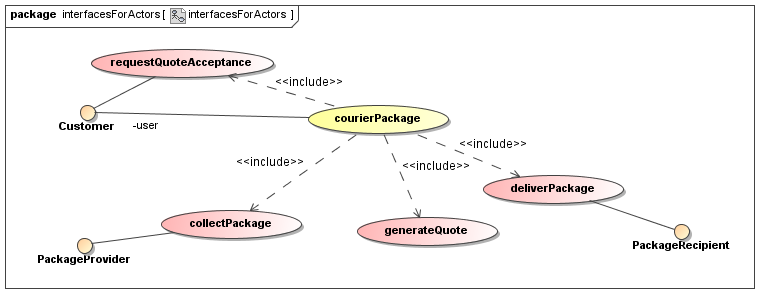 package interfacesForActors [ interfacesForActors ]
requestQuoteAcceptance
<<include>>
courierPackage
Customer
-user
<<include>>
<<include>>
<<include>>
deliverPackage
collectPackage
generateQuote
PackageRecipient
PackageProvider